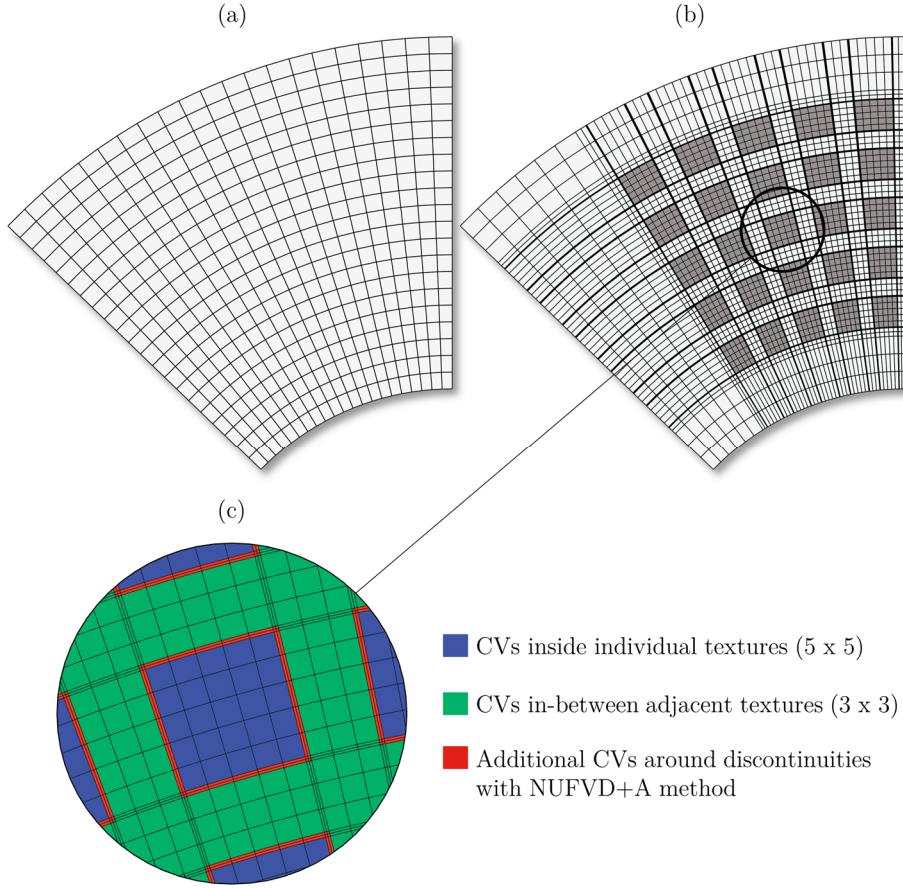 (a)
(b)
(c)
CVs inside individual textures (5 x 5)
CVs in-between adjacent textures (3 x 3)
Additional CVs around discontinuities
with NUFVD+A method